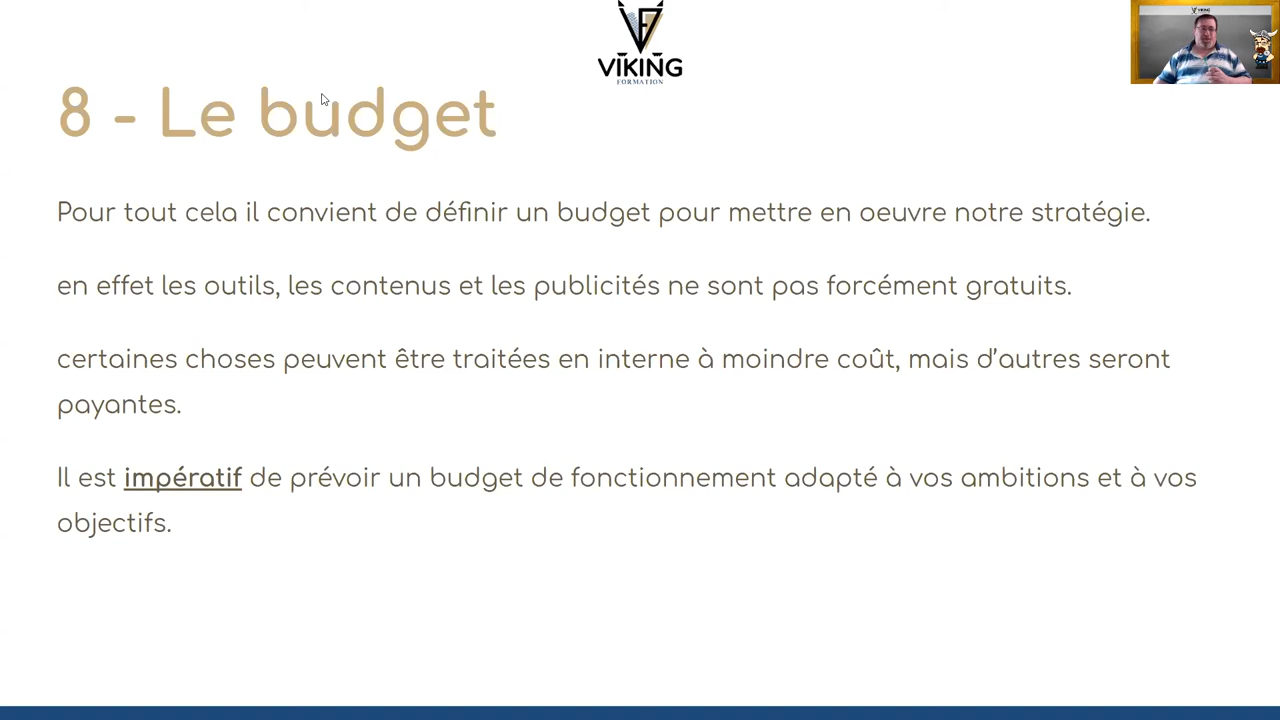 VIKING
FORMATION
VIKING
8 - Le budget
Pour tout cela il convient de définir un budget pour mettre en oeuvre notre stratégie.
en effet les outils, les contenus et les publicités ne sont pas forcément gratuits.
certaines choses peuvent être traitées en interne à moindre coût, mais d'autres seront
payantes.
Il est impératif de prévoir un budget de fonctionnement adapté à vos ambitions et à vos
objectifs.